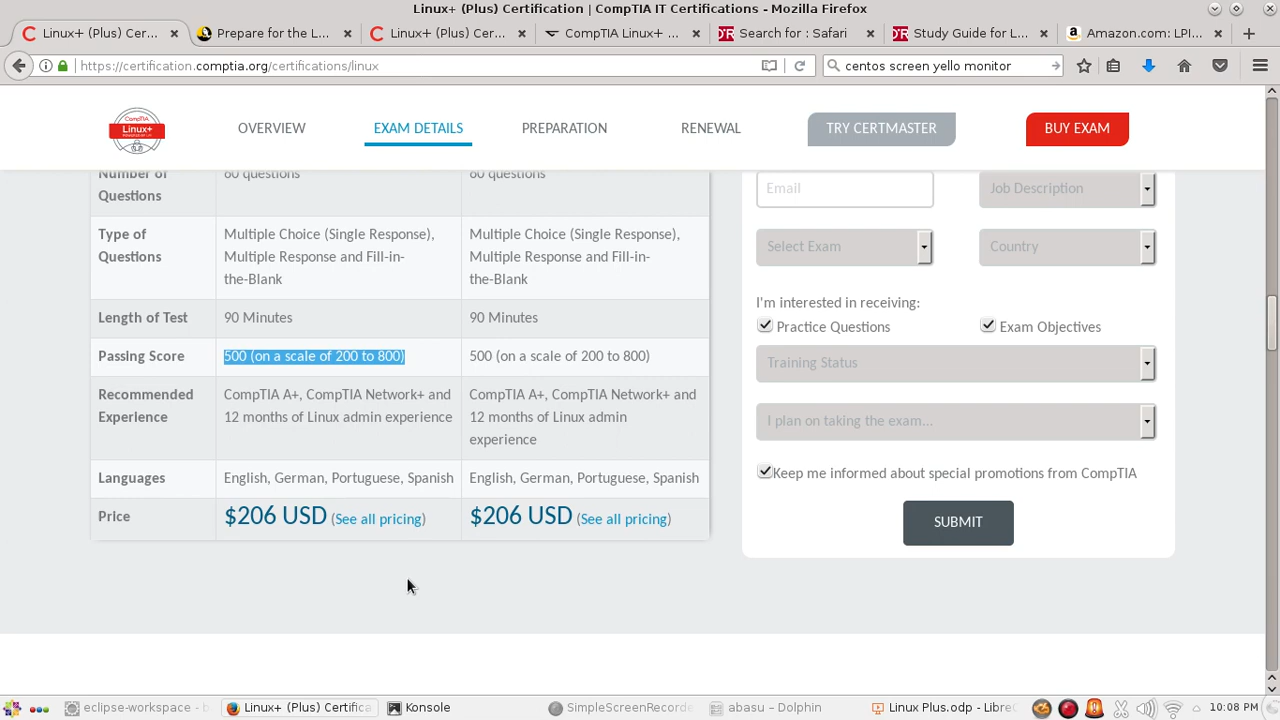 Linux+ (Plus) Certification | CompTIA IT Certifications - Mozilla Firefox
Linux+ (Plus) Cer... × Prepare for the L... × Linux+ (Plus) Cer... × CompTIA Linux+ ... × Search for : Safari × Study Guide for L... × Amazon.com: LPI... ×
https://certification.comptia.org/certifications/linux
centos screen yello monitor
CompTIA
Linux+
OVERVIEW EXAM DETAILS PREPARATION RENEWAL TRY CERTMASTER BUY EXAM
Number of
Questions
60 questions
60 questions
Type of
Questions
Multiple Choice (Single Response),
Multiple Response and Fill-in-
the-Blank
Multiple Choice (Single Response),
Multiple Response and Fill-in-
the-Blank
Length of Test
90 Minutes
90 Minutes
Passing Score
500 (on a scale of 200 to 800)
500 (on a scale of 200 to 800)
Recommended
Experience
CompTIA A+, CompTIA Network+ and
12 months of Linux admin experience
CompTIA A+, CompTIA Network+ and
12 months of Linux admin
experience
Languages
English, German, Portuguese, Spanish
English, German, Portuguese, Spanish
Price
$206 USD (See all pricing)
$206 USD (See all pricing)
Email
Job Description
Select Exam
Country
I'm interested in receiving:
Practice Questions
Exam Objectives
Training Status
I plan on taking the exam...
Keep me informed about special promotions from CompTIA
SUBMIT
eclipse-workspace - Linux+ (Plus) Certifica Konsole SimpleScreenRecorde abasu – Dolphin Linux Plus.odp - Libre 10:08 PM